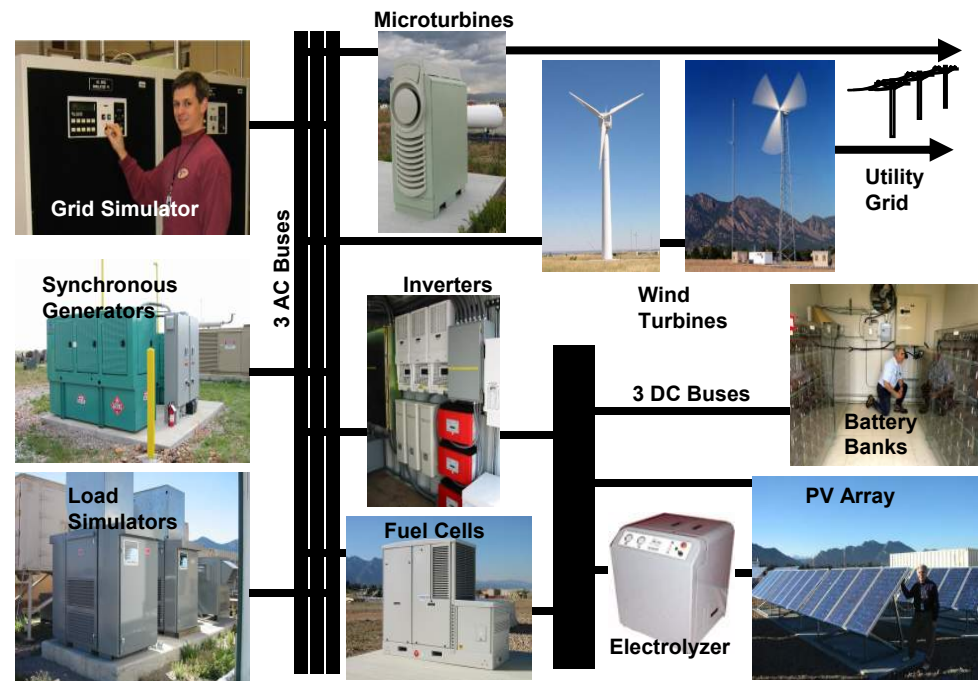 Microturbines
Grid Simulator
3 AC Buses
Utility
Grid
Synchronous
Generators
Inverters
Wind
Turbines
3 DC Buses
Battery
Banks
Load
Simulators
Fuel Cells
PV Array
Electrolyzer